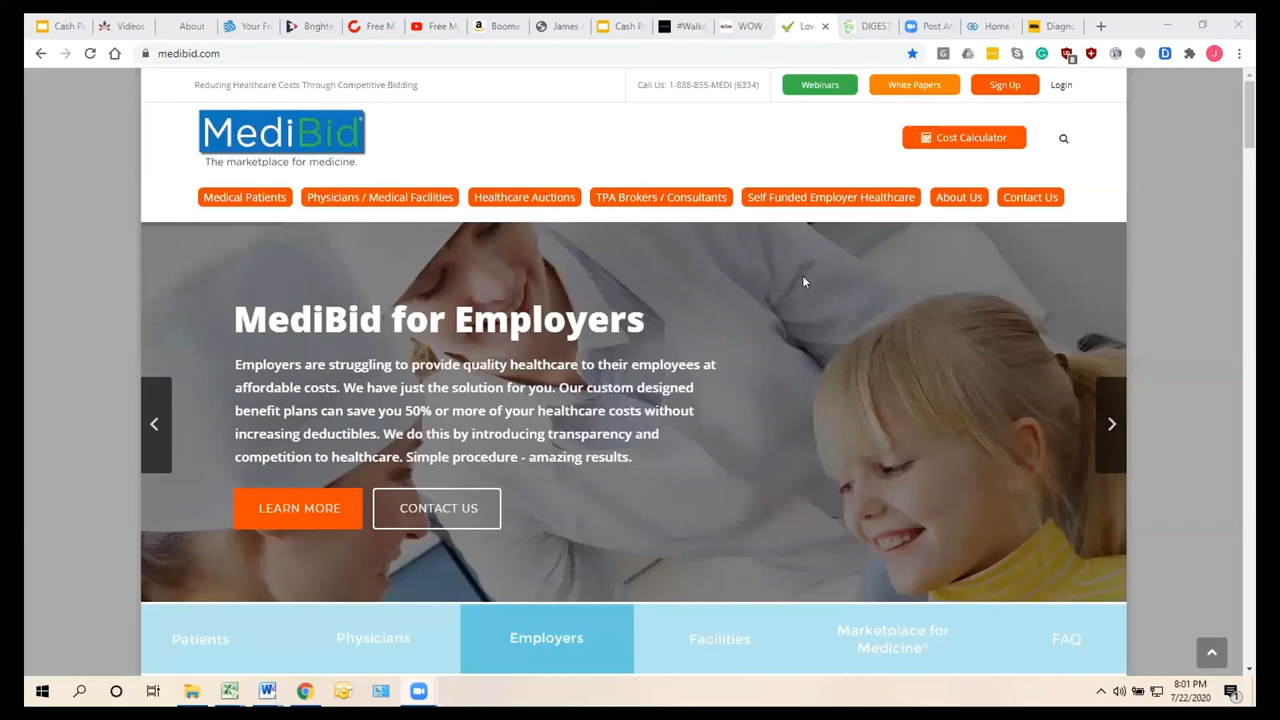 Cash Pa
Videos
About
Your Fr
Brighte
Free M
Free M
Boome
James
Cash P
#Walkl
WOW
Lov
DIGEST
Post At
Home
Diagno
medibid.com
8
J
Reducing Healthcare Costs Through Competitive Bidding
Call Us: 1-888-855-MEDI (6334)
Webinars
White Papers
Sign Up
Login
MediBid®
The marketplace for medicine.
Cost Calculator
Medical Patients
Physicians / Medical Facilities
Healthcare Auctions
TPA Brokers / Consultants
Self Funded Employer Healthcare
About Us
Contact Us
MediBid for Employers
Employers are struggling to provide quality healthcare to their employees at
affordable costs. We have just the solution for you. Our custom designed
benefit plans can save you 50% or more of your healthcare costs without
increasing deductibles. We do this by introducing transparency and
competition to healthcare. Simple procedure - amazing results.
LEARN MORE
CONTACT US
Patients
Physicians
Employers
Facilities
Marketplace for
Medicine®
FAQ
8:01 PM
7/22/2020